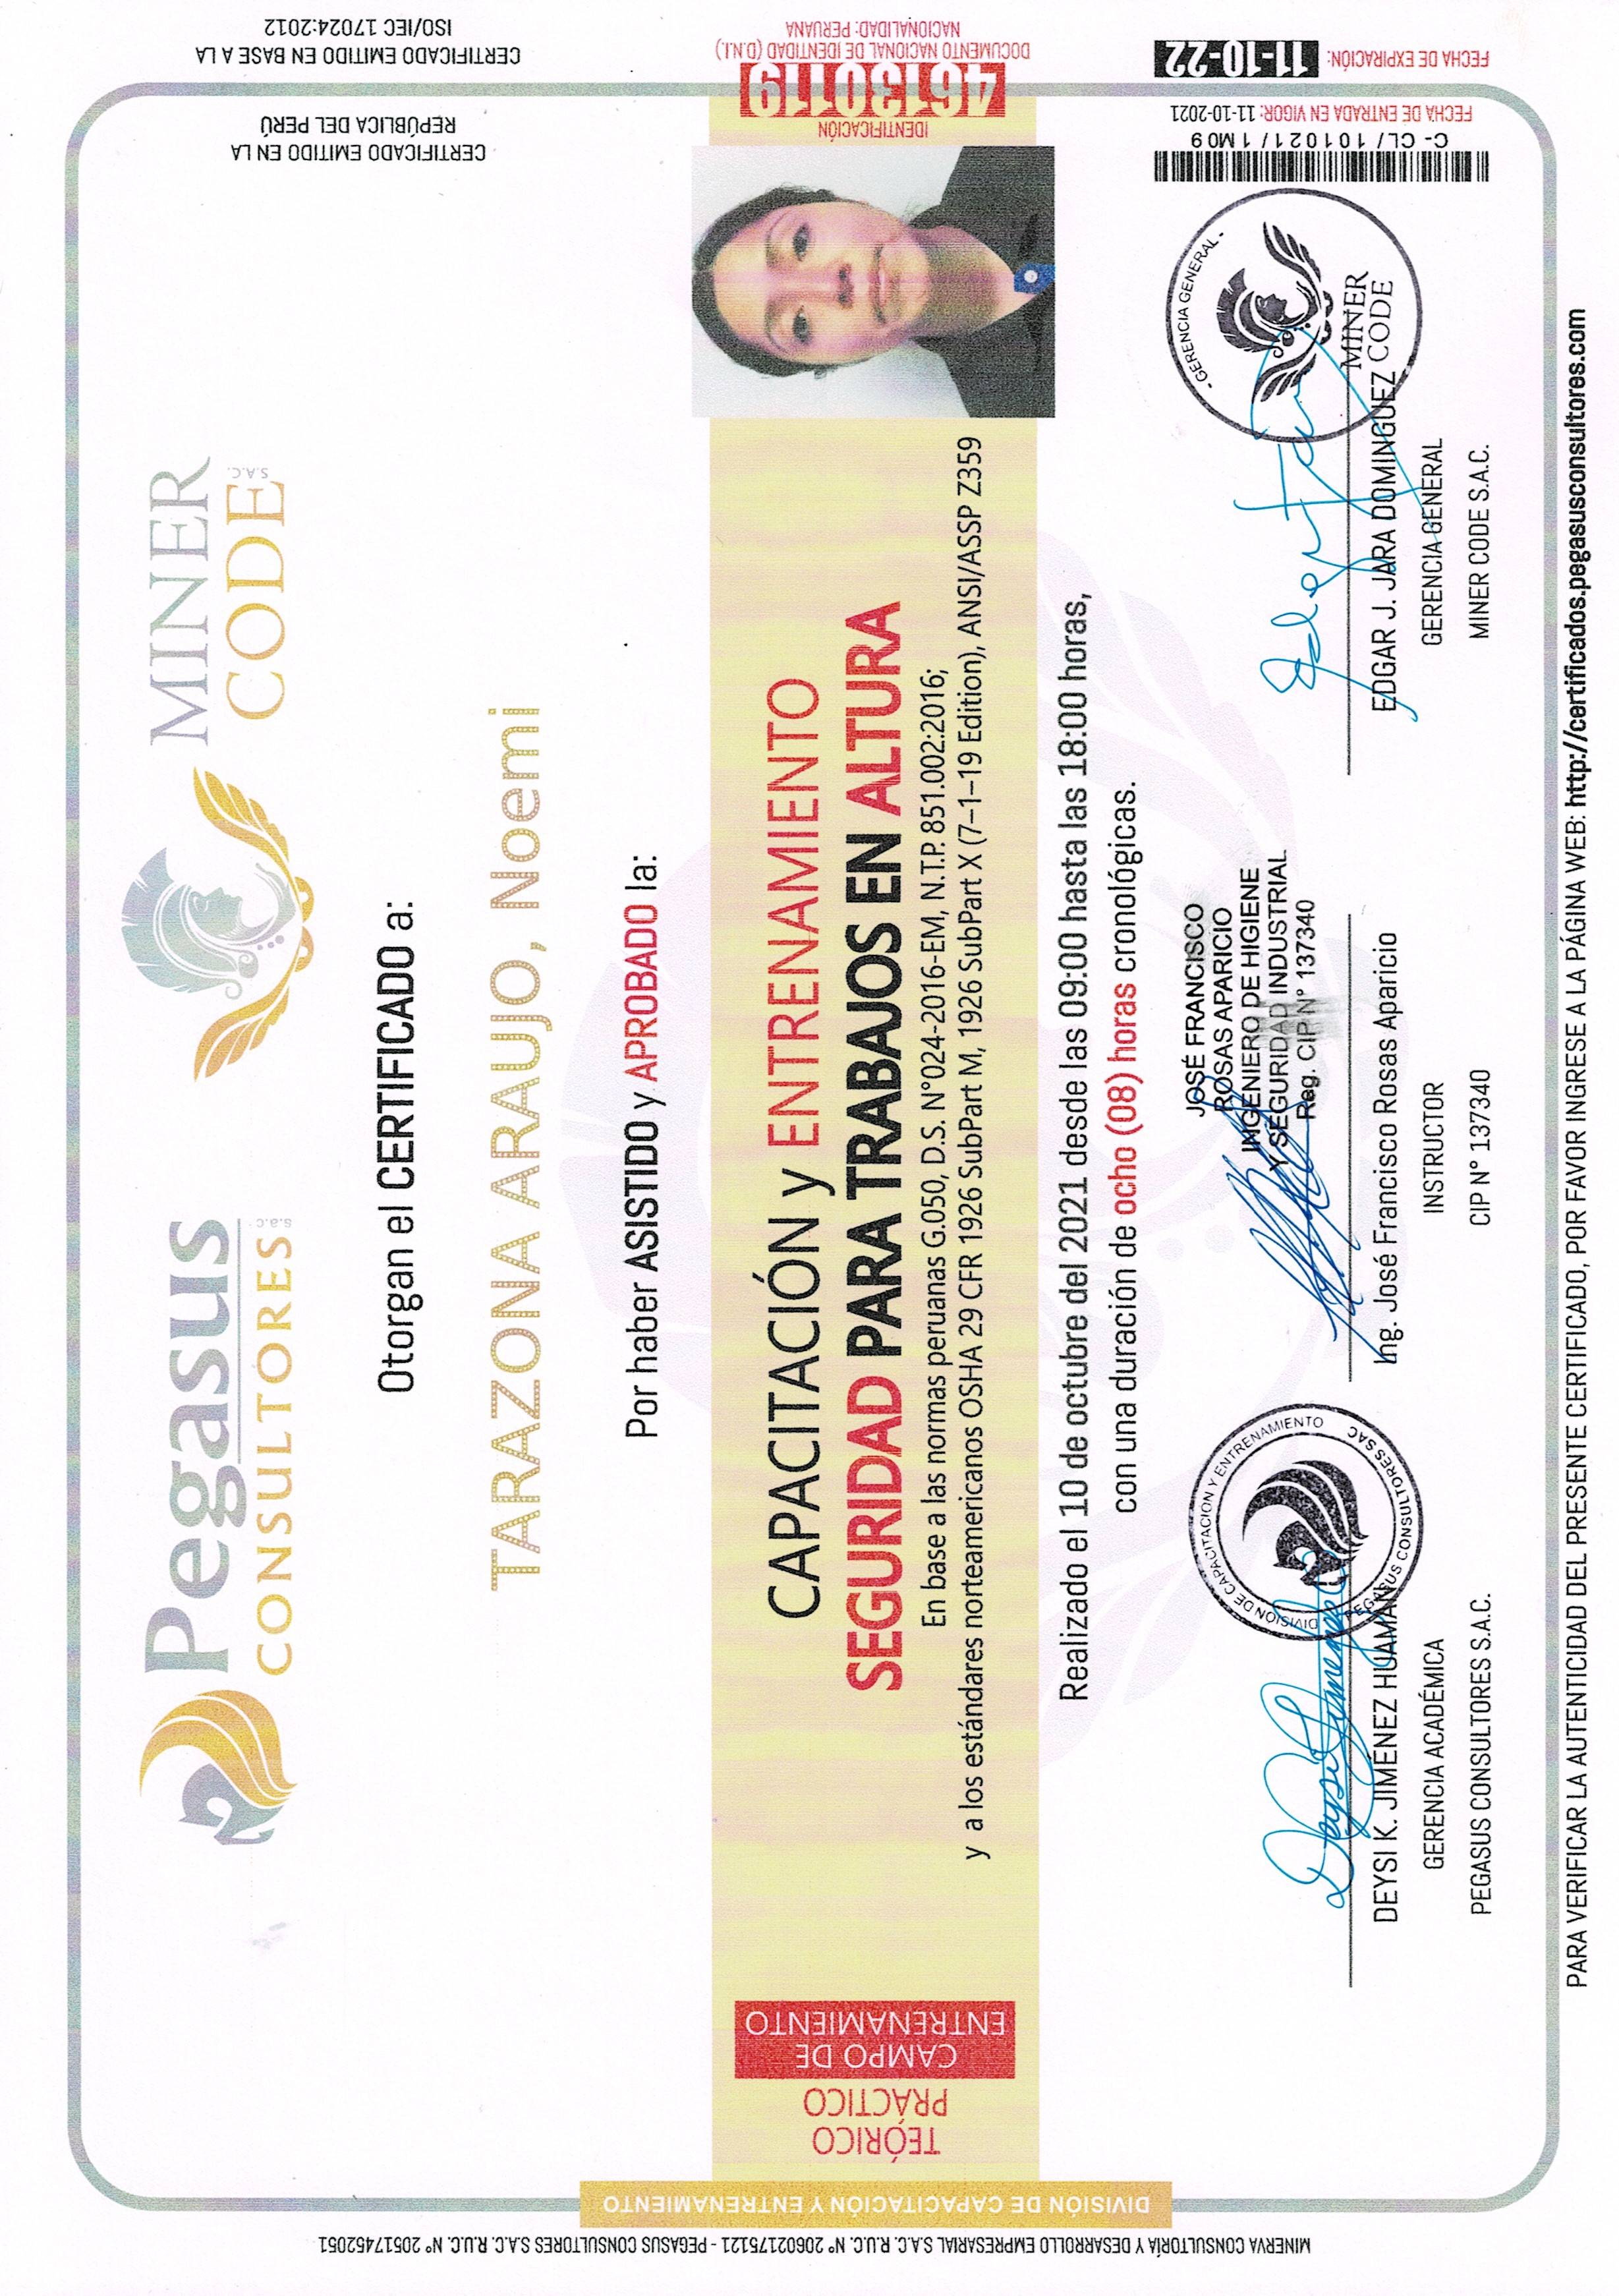 Pegasus
CONSULTORES s.a.c.
MINER
CODE S.A.C.
Otorgan el CERTIFICADO a:
TARAZONA ARAUJO, Noemi
Por haber ASISTIDO y APROBADO la:
CAPACITACIÓN y ENTRENAMIENTO
SEGURIDAD PARA TRABAJOS EN ALTURA
En base a las normas peruanas G.050, D.S. N°024-2016-EM, N.T.P. 851.002:2016;
y a los estándares norteamericanos OSHA 29 CFR 1926 SubPart M, 1926 SubPart X (7–1–19 Edition), ANSI/ASSP Z359
Realizado el 10 de octubre del 2021 desde las 09:00 hasta las 18:00 horas,
con una duración de ocho (08) horas cronológicas.
TEÓRICO
PRÁCTICO
CAMPO DE
ENTRENAMIENTO
DIVISIÓN DE CAPACITACIÓN Y ENTRENAMIENTO
MINERVA CONSULTORÍA Y DESARROLLO EMPRESARIAL S.A.C. R.U.C. N° 20602175121 - PEGASUS CONSULTORES S.A.C. R.U.C. N° 20517452051
CERTIFICADO EMITIDO EN LA
REPÚBLICA DEL PERÚ
CERTIFICADO EMITIDO EN BASE A LA
ISO/IEC 17024:2012
IDENTIFICACIÓN
46130119
DOCUMENTO NACIONAL DE IDENTIDAD (D.N.I.)
NACIONALIDAD: PERUANA
DIVISIÓN DE CAPACITACIÓN Y ENTRENAMIENTO
PEGASUS CONSULTORES SAC
DEYSI K. JIMÉNEZ HUAMÁN
GERENCIA ACADÉMICA
PEGASUS CONSULTORES S.A.C.
JOSÉ FRANCISCO
ROSAS APARICIO
INGENIERO DE HIGIENE
Y SEGURIDAD INDUSTRIAL
Reg. CIP N° 137340
Ing. José Francisco Rosas Aparicio
INSTRUCTOR
CIP N° 137340
- GERENCIA GENERAL -
MINER
CODE
EDGAR J. JARA DOMINGUEZ
GERENCIA GENERAL
MINER CODE S.A.C.
C- CL/ 101021/ 1 M09
FECHA DE ENTRADA EN VIGOR: 11-10-2021
FECHA DE EXPIRACIÓN: 11-10-22
PARA VERIFICAR LA AUTENTICIDAD DEL PRESENTE CERTIFICADO, POR FAVOR INGRESE A LA PÁGINA WEB: http://certificados.pegasusconsultores.com